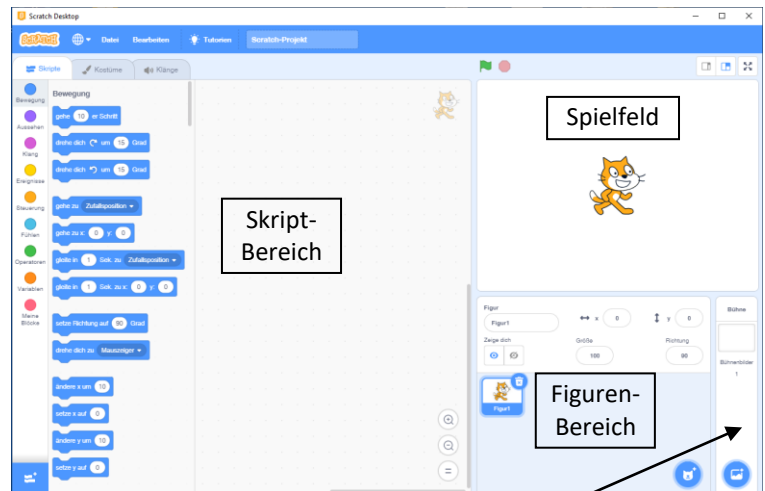 Scratch Desktop
SCRATCH
Datei Bearbeiten Tutorien Scratch-Projekt
Skripte Kostüme Klänge
Bewegung
Aussehen
Klang
Ereignisse
Steuerung
Fühlen
Operatoren
Variablen
Meine
Blöcke
Bewegung
gehe 10 er Schritt
drehe dich um 15 Grad
drehe dich um 15 Grad
gehe zu Zufallsposition
gehe zu x: 0 y: 0
gleite in 1 Sek. zu Zufallsposition
gleite in 1 Sek. zu x: 0 y: 0
setze Richtung auf 90 Grad
drehe dich zu Mauszeiger
ändere x um 10
setze x auf 0
ändere y um 10
setze y auf 0
Skript-
Bereich
Spielfeld
Figur
Figur1 x 0 y 0
Zeige dich Größe Richtung
100
Figur1
Figuren-
Bereich
Bühne
Bühnenbilder
1